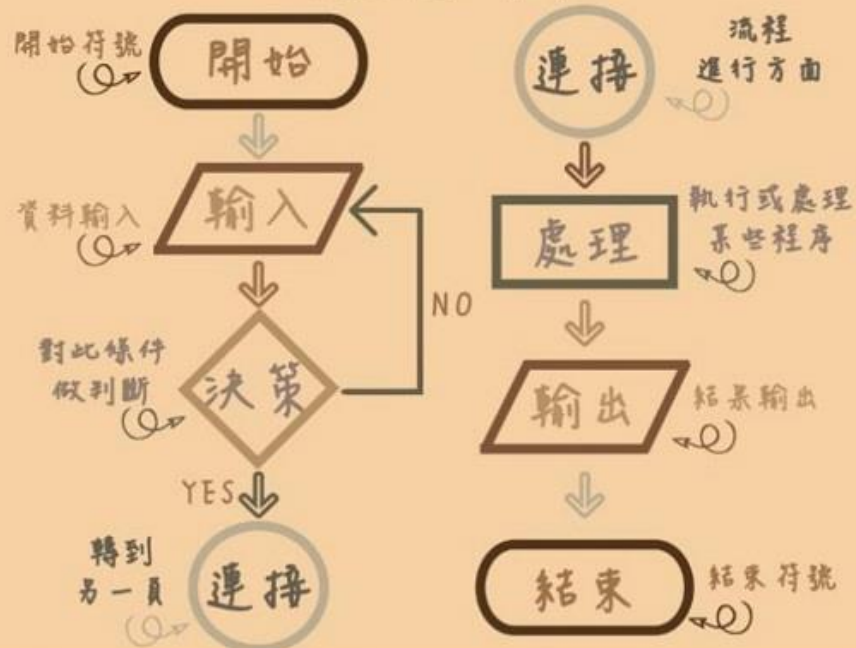 開始符號
開始
資料輸入
輸入
NO
對此條件
做判斷
決策
YES
轉到
另一頁
連接
連接
流程
進行方面
處理
執行或處理
某些程序
輸出
結果輸出
結束
結束符號